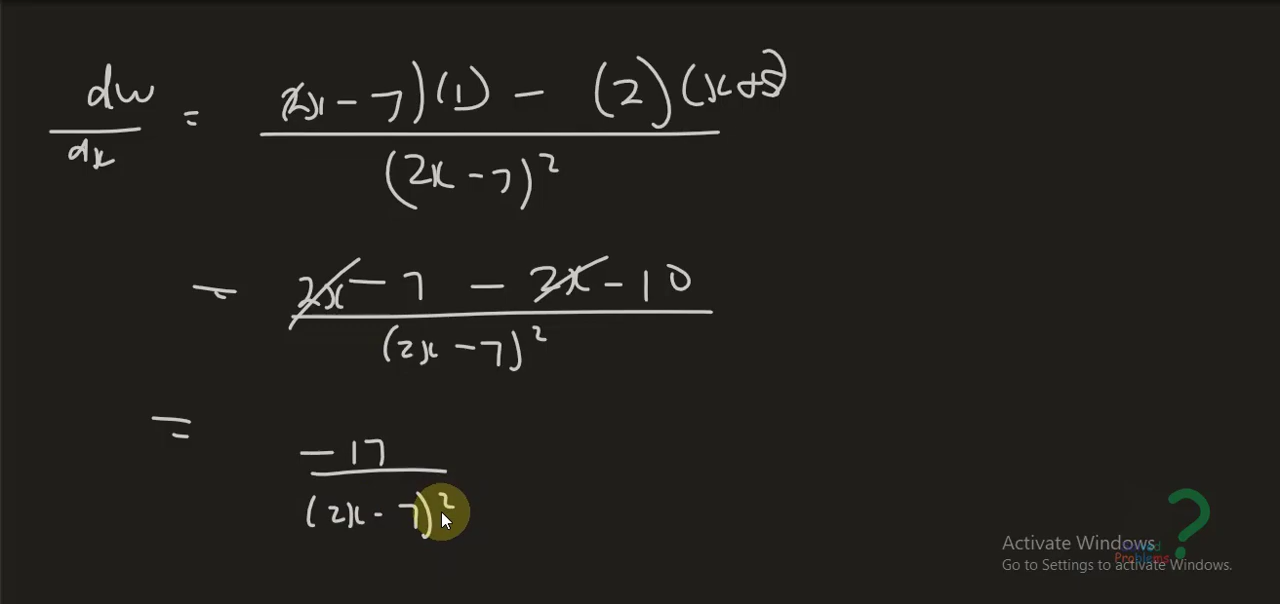 dw/dx = 2x - 7)(1) - (2)(x+5) / (2x - 7)²
= 2x - 7 - 2x - 10 / (2x - 7)²
= -17 / (2x - 7)²
Activate Windows
Problems
Go to Settings to activate Windows.
?